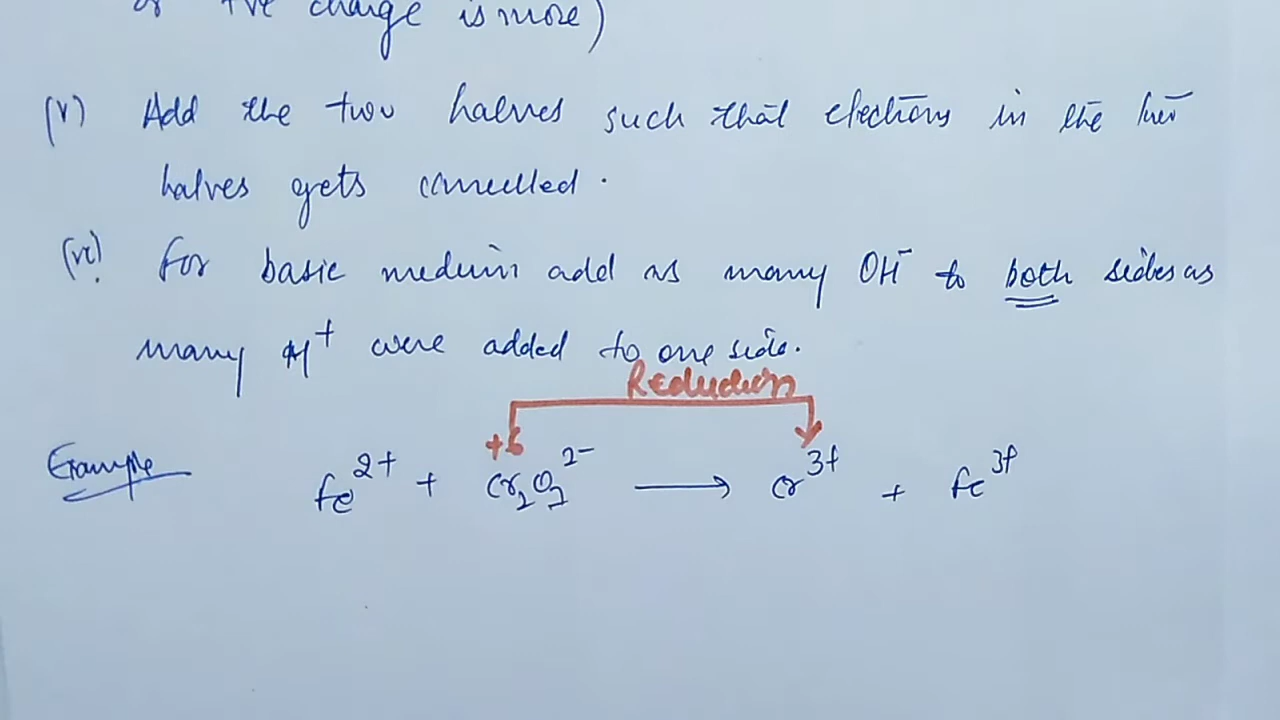 of +ve charge is more)
(v) Add the two halves such that electrons in the two
halves gets cancelled.
(vi) For basic medium add as many OH⁻ to both sides as
many H⁺ were added to one side.
Reduction
+6
Example Fe²⁺ + Cr₂O₇²⁻ ⟶ Cr³⁺ + Fe³⁺